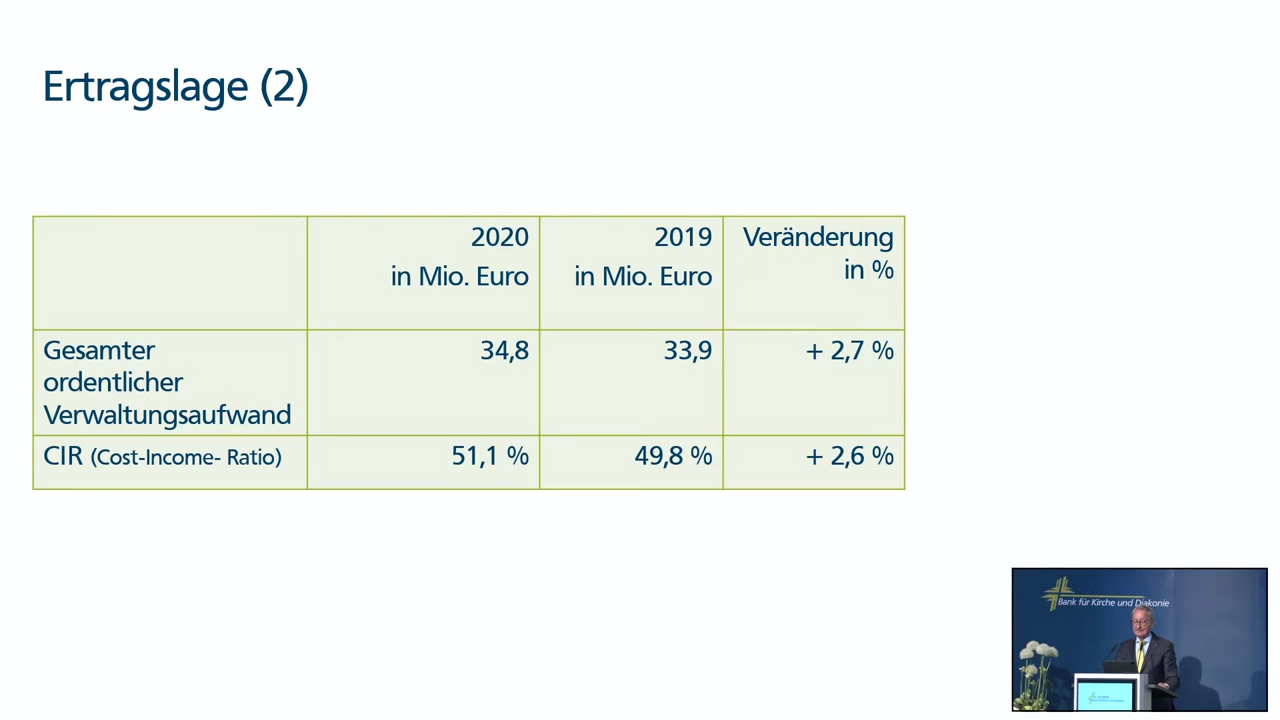 Ertragslage (2)
2020
in Mio. Euro
2019
in Mio. Euro
Veränderung
in %
Gesamter
ordentlicher
Verwaltungsaufwand
34,8
33,9
+ 2,7 %
CIR (Cost-Income- Ratio)
51,1 %
49,8 %
+ 2,6 %
Bank für Kirche und Diakonie